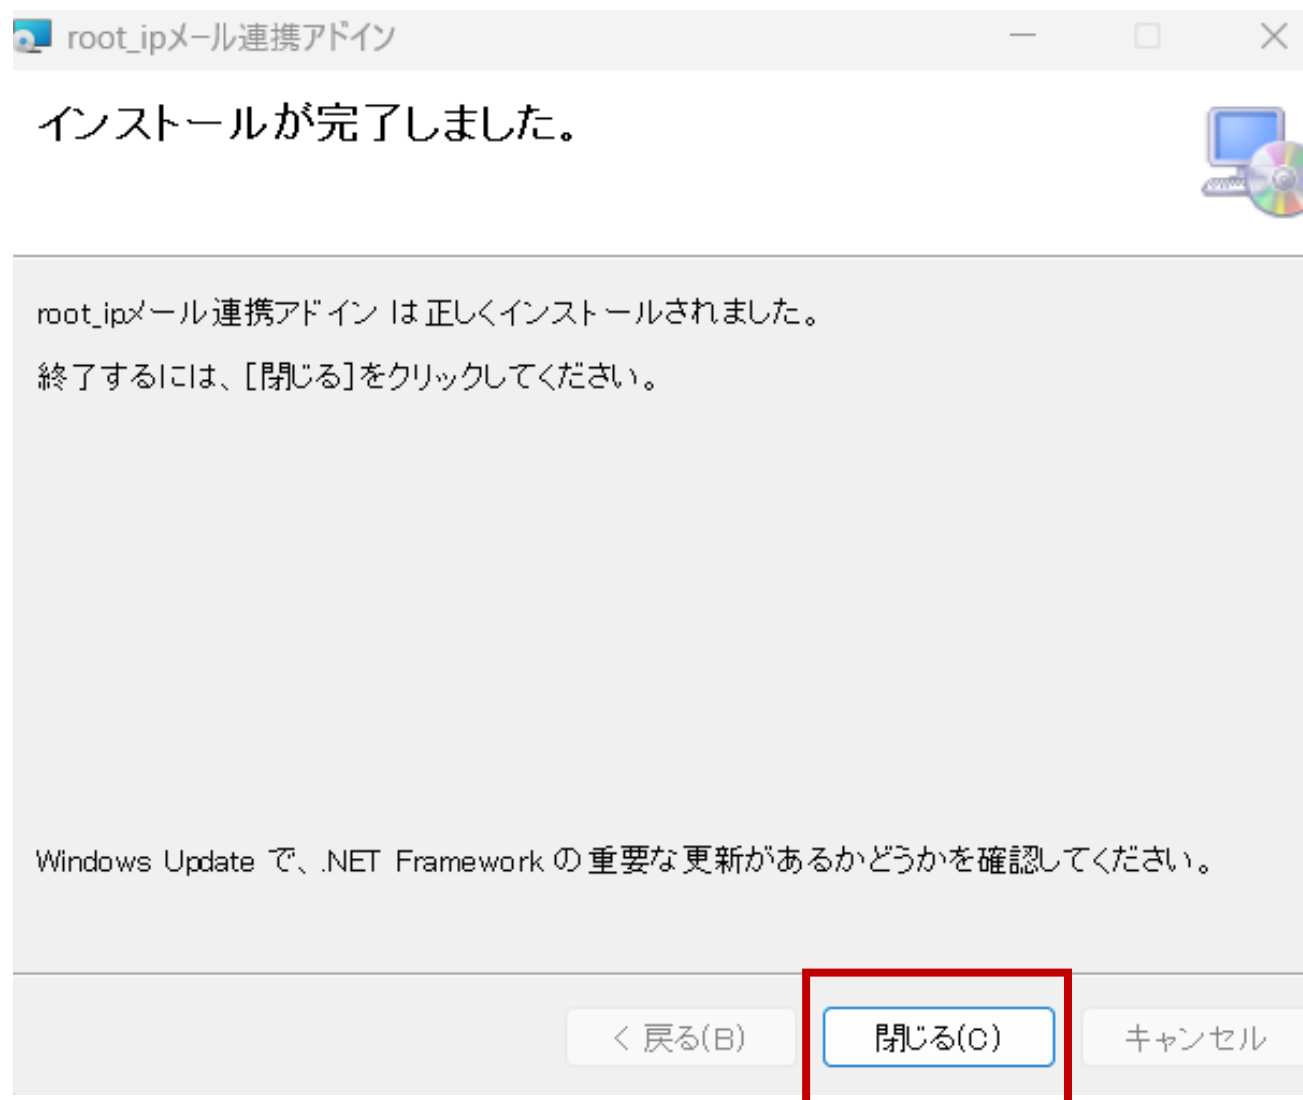 root_ipメール連携アドイン
インストールが完了しました。
root_ipメール連携アドイン は正しくインストールされました。
終了するには、[閉じる]をクリックしてください。
Windows Update で、.NET Framework の重要な更新があるかどうかを確認してください。
< 戻る(B)
閉じる(C)
キャンセル